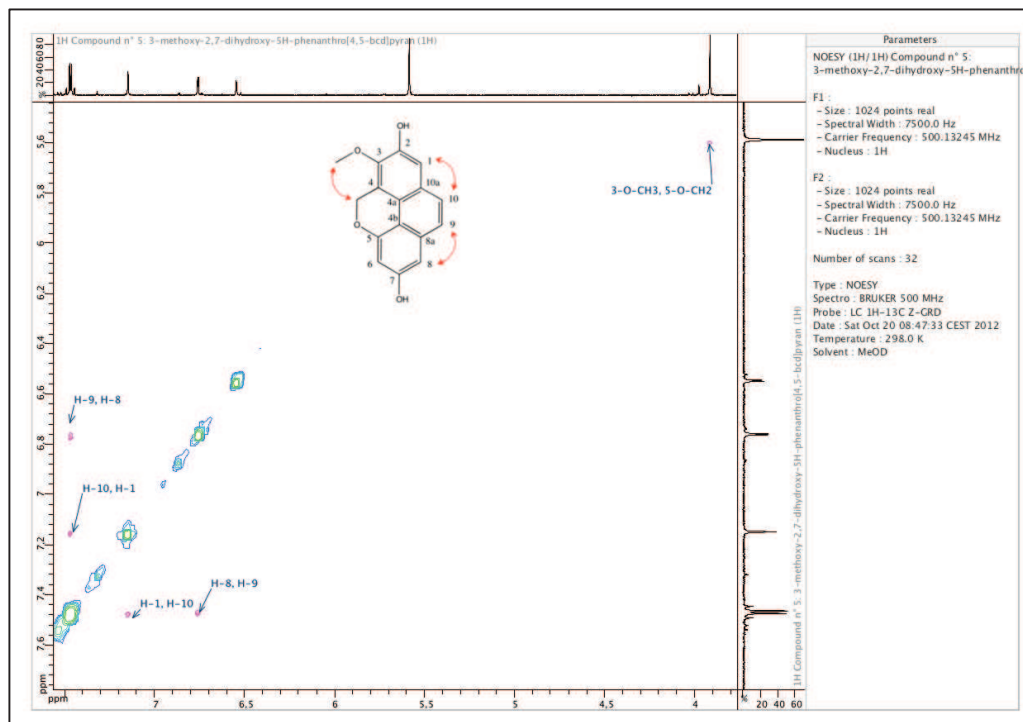 1H Compound n° 5: 3-methoxy-2,7-dihydroxy-5H-phenanthro[4,5-bcd]pyran (1H)
% 20 40 60 80
OH
O
3
2
1
4
10a
10
4a
4b
9
O
5
8a
6
8
7
OH
3-O-CH3, 5-O-CH2
H-9, H-8
H-10, H-1
H-8, H-9
H-1, H-10
5,6
5,8
6
6,2
6,4
6,6
6,8
7
7,2
7,4
7,6
ppm
ppm
7
6,5
6
5,5
5
4,5
4
% 20 40 60
1H Compound n° 5: 3-methoxy-2,7-dihydroxy-5H-phenanthro[4,5-bcd]pyran (1H)
Parameters
NOESY (1H/1H) Compound n° 5:
3-methoxy-2,7-dihydroxy-5H-phenanthro
F1 :
- Size : 1024 points real
- Spectral Width : 7500.0 Hz
- Carrier Frequency : 500.13245 MHz
- Nucleus : 1H
F2 :
- Size : 1024 points real
- Spectral Width : 7500.0 Hz
- Carrier Frequency : 500.13245 MHz
- Nucleus : 1H
Number of scans : 32
Type : NOESY
Spectro : BRUKER 500 MHz
Probe : LC 1H-13C Z-GRD
Date : Sat Oct 20 08:47:33 CEST 2012
Temperature : 298.0 K
Solvent : MeOD